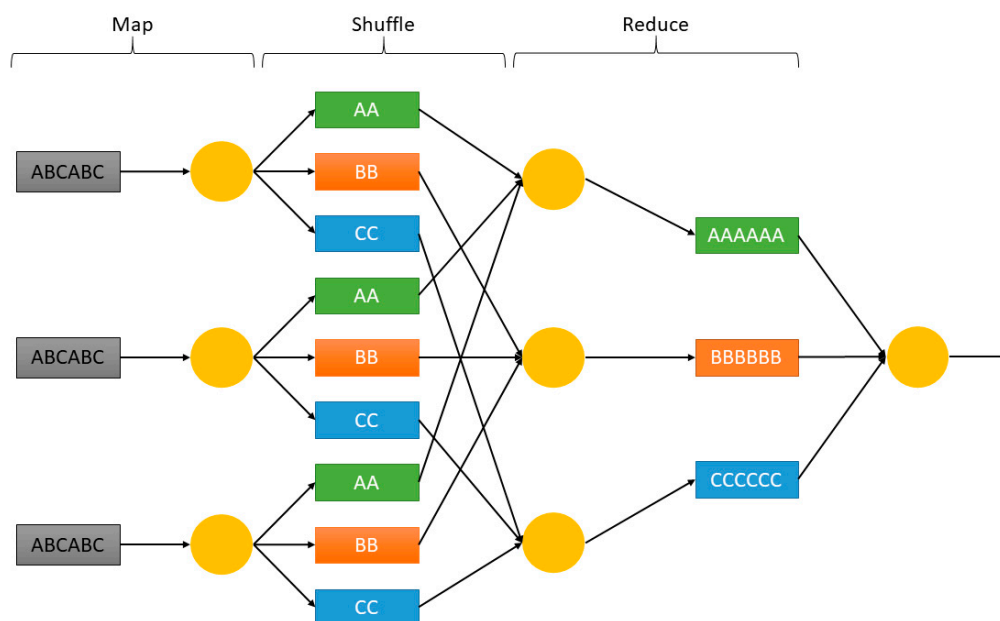 Map
Shuffle
Reduce
AA
ABCABC
BB
CC
AAAAAA
AA
ABCABC
BB
BBBBBB
CC
AA
CCCCCC
ABCABC
BB
CC